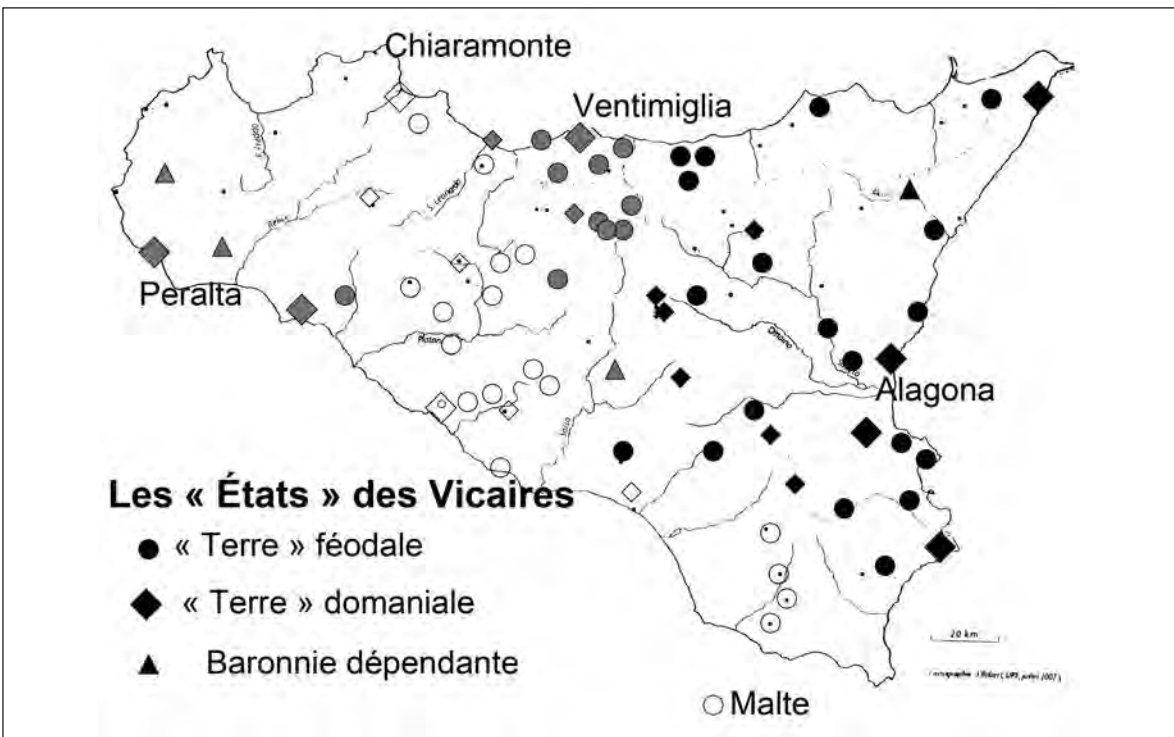 Chiaramonte
Ventimiglia
Peralta
Alagona
Les « États » des Vicaires
« Terre » féodale
« Terre » domaniale
Baronnie dépendante
20 km
Malte